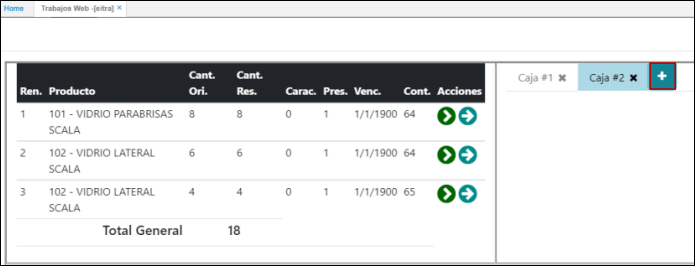 Home Trabajos Web -[eitra] ×
Caja #1 ✖ Caja #2 ✖ +
Ren. Producto Cant. Ori. Cant. Res. Carac. Pres. Venc. Cont. Acciones
1 101 - VIDRIO PARABRISAS SCALA 8 8 0 1 1/1/1900 64
2 102 - VIDRIO LATERAL SCALA 6 6 0 1 1/1/1900 64
3 102 - VIDRIO LATERAL SCALA 4 4 0 1 1/1/1900 65
Total General 18